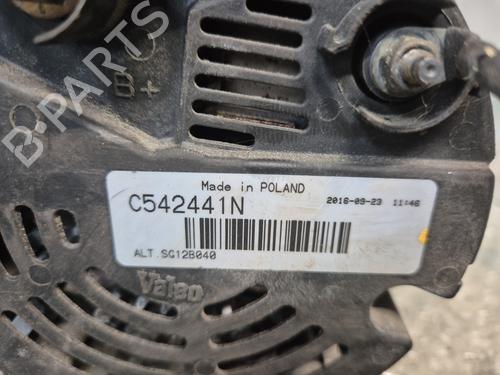 B+
Made in POLAND
C542441N 2016-09-23 11:46
ALT.SG12B040
Valeo
B-PARTS